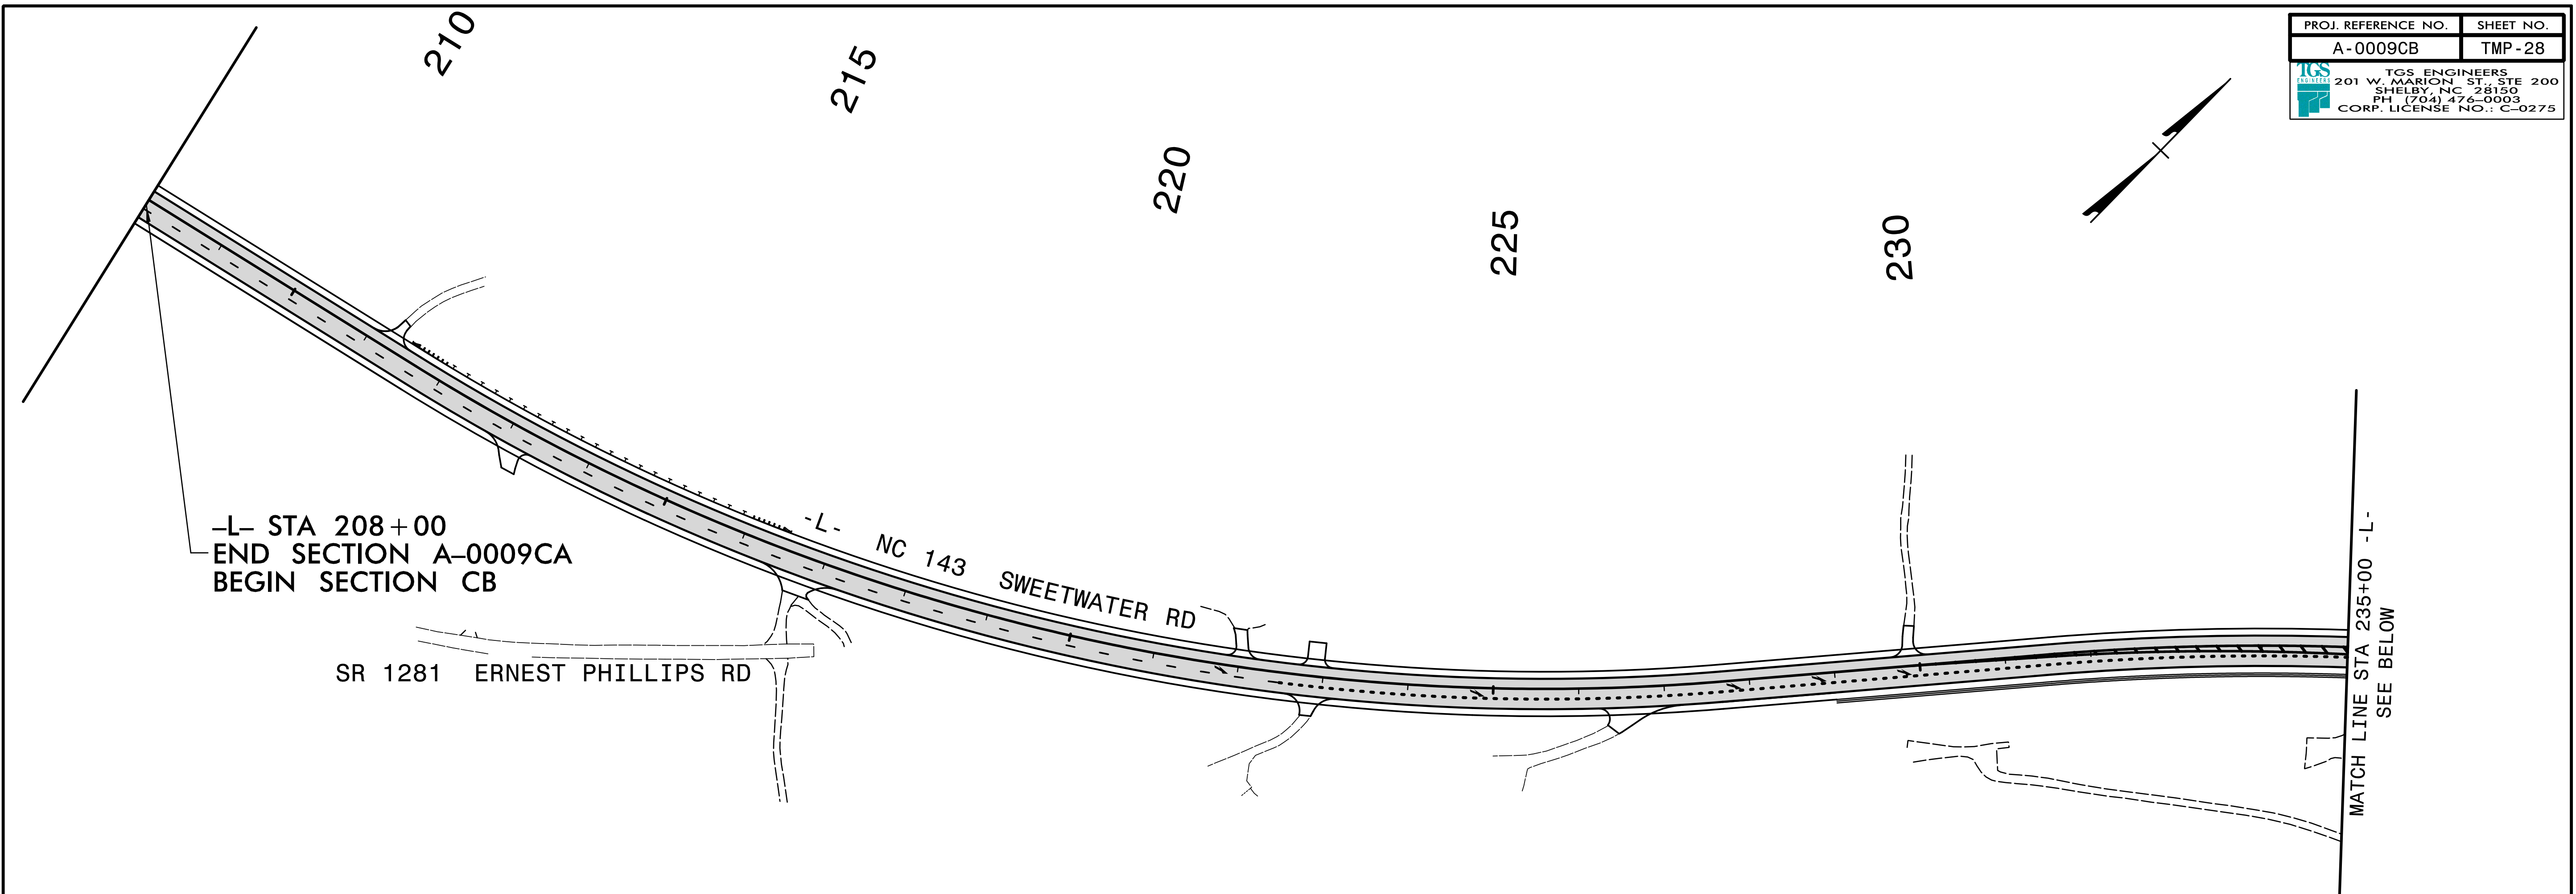 PROJ. REFERENCE NO. SHEET NO.
A-0009CB TMP-28
TGS
ENGINEERS
TGS ENGINEERS
201 W. MARION ST., STE 200
SHELBY, NC 28150
PH (704) 476-0003
CORP. LICENSE NO.: C-0275
210
215
220
225
230
-L- STA 208+00
END SECTION A-0009CA
BEGIN SECTION CB
-L- NC 143 SWEETWATER RD
SR 1281 ERNEST PHILLIPS RD
MATCH LINE STA 235+00 -L-
SEE BELOW